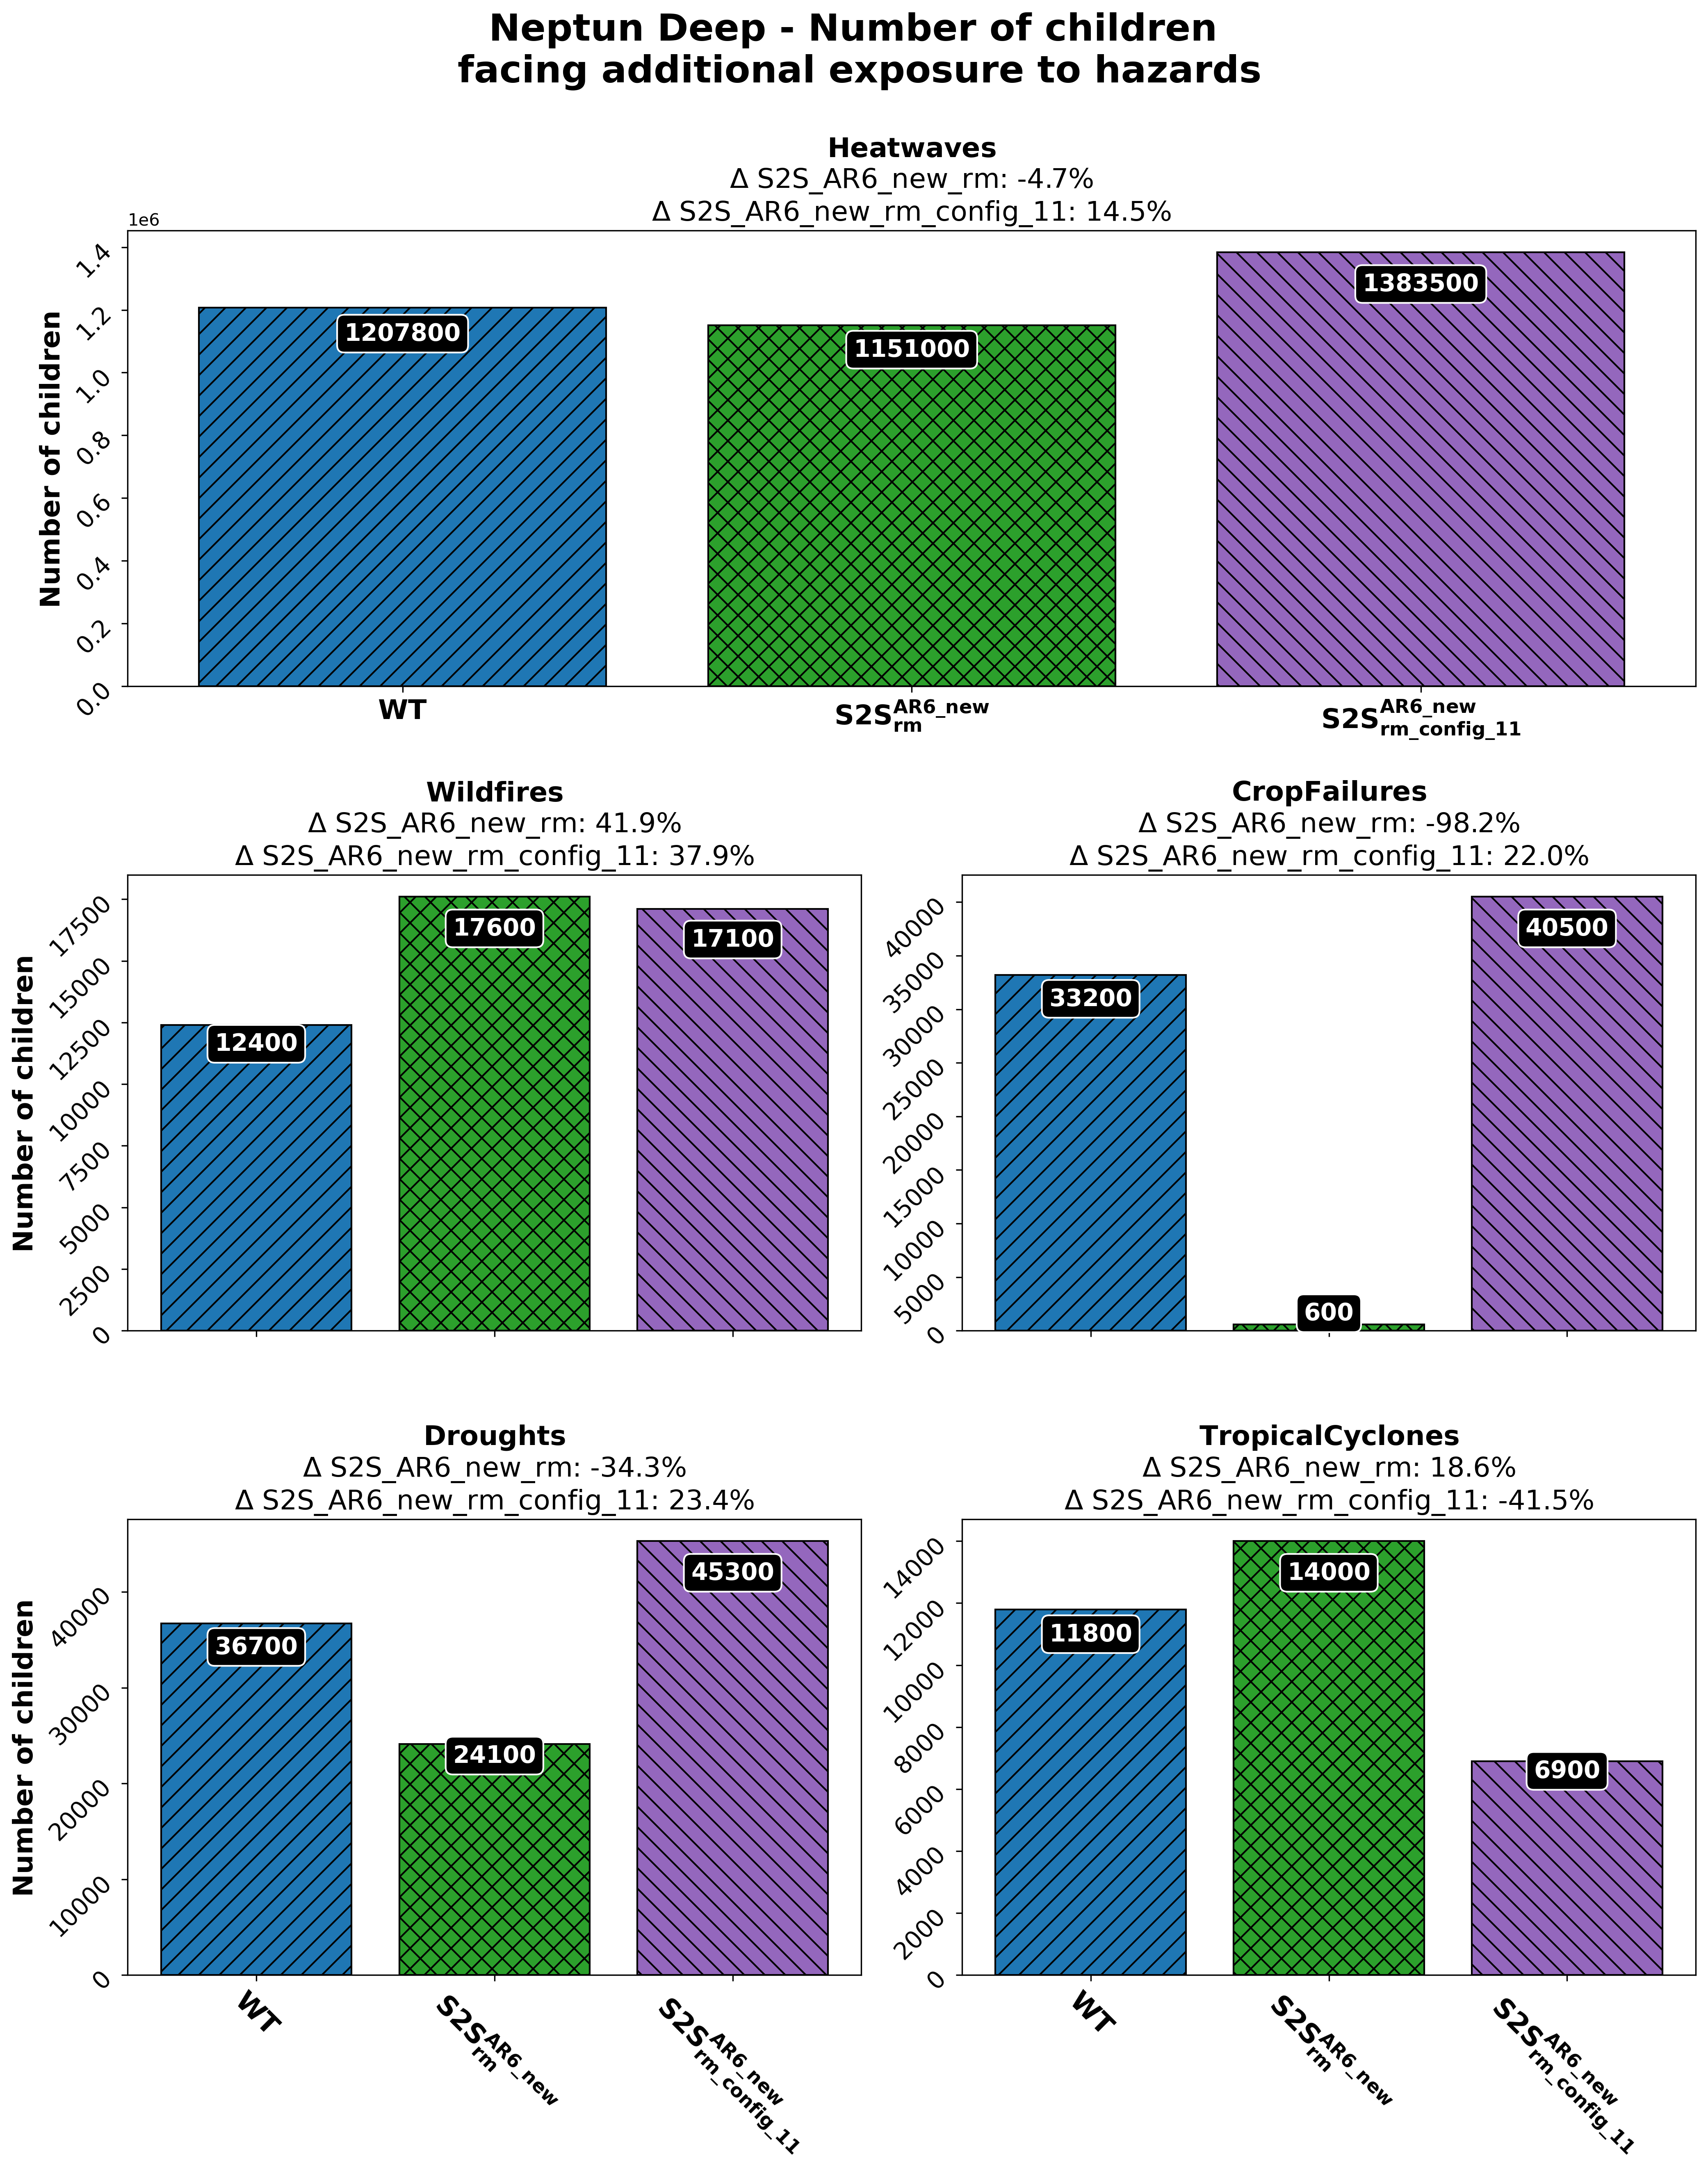 Neptun Deep - Number of children
facing additional exposure to hazards
Heatwaves
Δ S2S_AR6_new_rm: -4.7%
Δ S2S_AR6_new_rm_config_11: 14.5%
1e6
Number of children
1.4
1.2
1.0
0.8
0.6
0.4
0.2
0.0
1207800
1151000
1383500
WT
S2S AR6_new rm
S2S AR6_new rm_config_11
Wildfires
Δ S2S_AR6_new_rm: 41.9%
Δ S2S_AR6_new_rm_config_11: 37.9%
Number of children
17500
15000
12500
10000
7500
5000
2500
0
12400
17600
17100
CropFailures
Δ S2S_AR6_new_rm: -98.2%
Δ S2S_AR6_new_rm_config_11: 22.0%
40000
35000
30000
25000
20000
15000
10000
5000
0
33200
600
40500
Droughts
Δ S2S_AR6_new_rm: -34.3%
Δ S2S_AR6_new_rm_config_11: 23.4%
Number of children
40000
30000
20000
10000
0
36700
24100
45300
WT
S2S AR6_new rm
S2S AR6_new rm_config_11
TropicalCyclones
Δ S2S_AR6_new_rm: 18.6%
Δ S2S_AR6_new_rm_config_11: -41.5%
14000
12000
10000
8000
6000
4000
2000
0
11800
14000
6900
WT
S2S AR6_new rm
S2S AR6_new rm_config_11